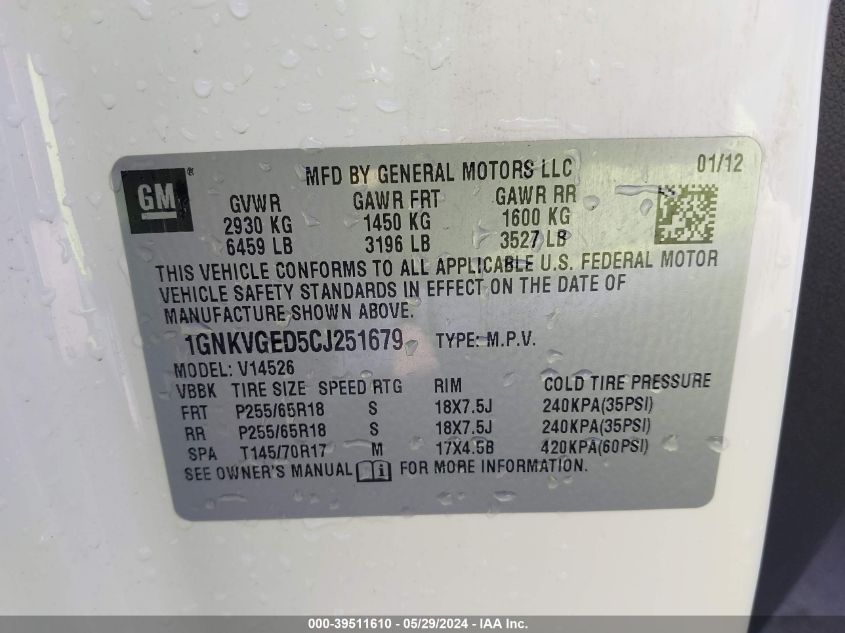 MFD BY GENERAL MOTORS LLC 01/12
GM ®
GVWR GAWR FRT GAWR RR
2930 KG 1450 KG 1600 KG
6459 LB 3196 LB 3527 LB
THIS VEHICLE CONFORMS TO ALL APPLICABLE U.S. FEDERAL MOTOR
VEHICLE SAFETY STANDARDS IN EFFECT ON THE DATE OF
MANUFACTURE SHOWN ABOVE.
1GNKVGED5CJ251679 TYPE: M.P.V.
MODEL: V14526
VBBK TIRE SIZE SPEED RTG RIM COLD TIRE PRESSURE
FRT P255/65R18 S 18X7.5J 240KPA(35PSI)
RR P255/65R18 S 18X7.5J 240KPA(35PSI)
SPA T145/70R17 M 17X4.5B 420KPA(60PSI)
SEE OWNER'S MANUAL i FOR MORE INFORMATION.
000-39511610 - 05/29/2024 - IAA Inc.